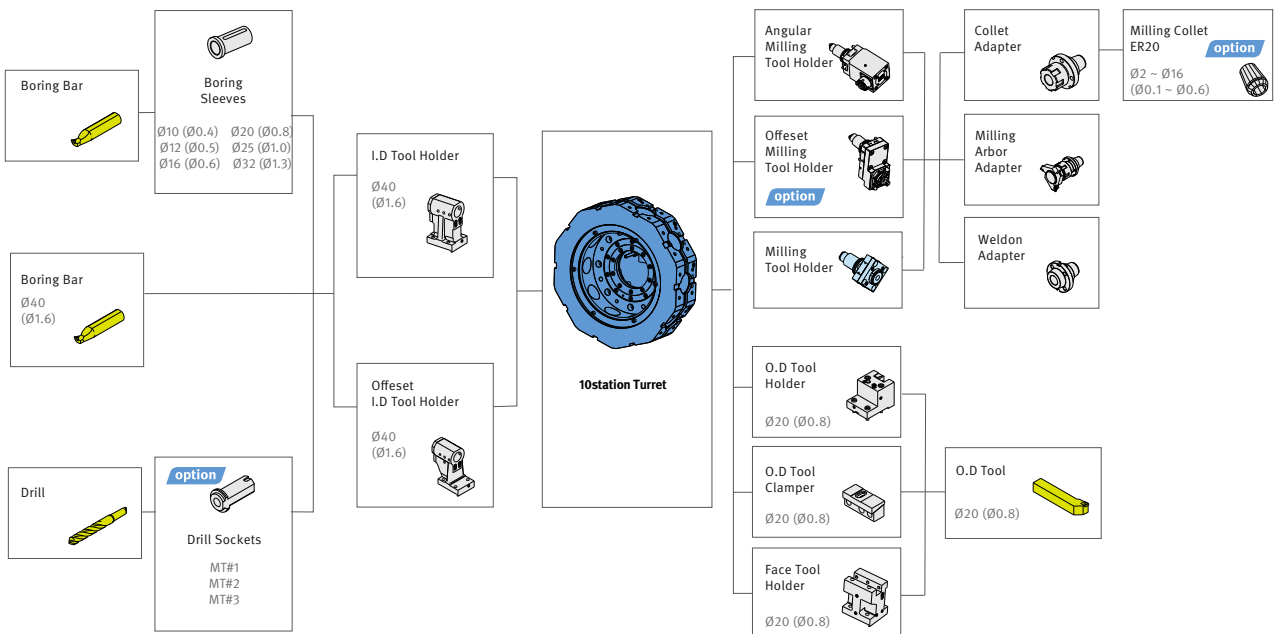 Boring Bar
Boring
Sleeves
Ø10 (Ø0.4) Ø20 (Ø0.8)
Ø12 (Ø0.5) Ø25 (Ø1.0)
Ø16 (Ø0.6) Ø32 (Ø1.3)
Boring Bar
Ø40
(Ø1.6)
Drill
option
Drill Sockets
MT#1
MT#2
MT#3
I.D Tool Holder
Ø40
(Ø1.6)
Offeset
I.D Tool Holder
Ø40
(Ø1.6)
10station Turret
Angular
Milling
Tool Holder
Offeset
Milling
Tool Holder
option
Milling
Tool Holder
Collet
Adapter
Milling Collet
ER20
option
Ø2 ~ Ø16
(Ø0.1 ~ Ø0.6)
Milling
Arbor
Adapter
Weldon
Adapter
O.D Tool
Holder
Ø20 (Ø0.8)
O.D Tool
Clamper
Ø20 (Ø0.8)
Face Tool
Holder
Ø20 (Ø0.8)
O.D Tool
Ø20 (Ø0.8)